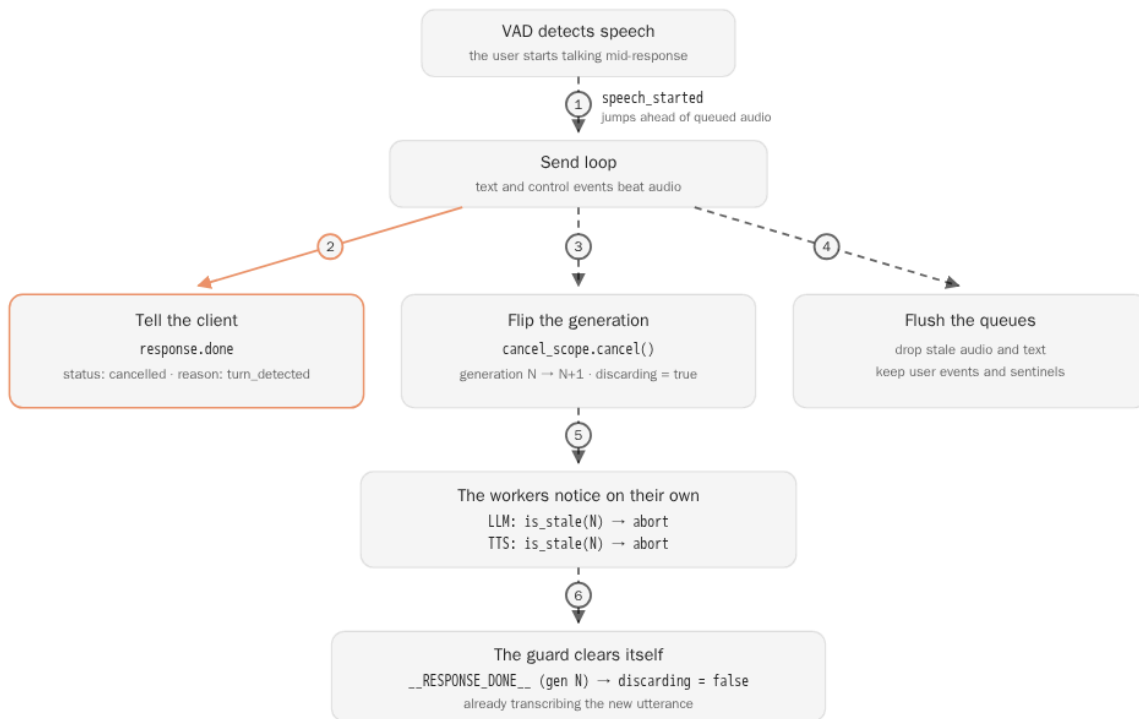 VAD detects speech
the user starts talking mid-response
1
speech_started
jumps ahead of queued audio
Send loop
text and control events beat audio
2
3
4
Tell the client
response.done
status: cancelled · reason: turn_detected
Flip the generation
cancel_scope.cancel()
generation N → N+1 · discarding = true
Flush the queues
drop stale audio and text
keep user events and sentinels
5
The workers notice on their own
LLM: is_stale(N) → abort
TTS: is_stale(N) → abort
6
The guard clears itself
__RESPONSE_DONE__ (gen N) → discarding = false
already transcribing the new utterance